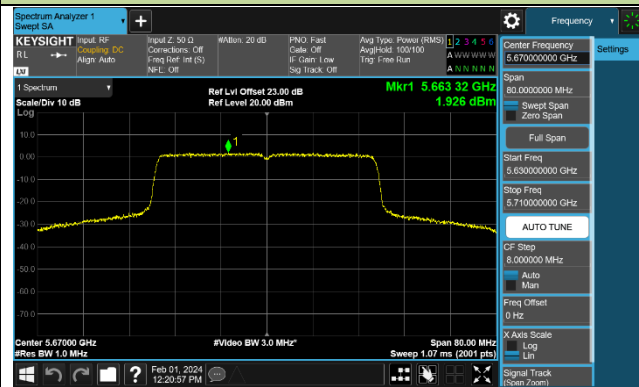 Spectrum Analyzer 1
Swept SA
Frequency
KEYSIGHT
RL
LXI
Input: RF
Coupling: DC
Align: Auto
Input Z: 50 Ω
Corrections: Off
Freq Ref: Int (S)
NFE: Off
#Atten: 20 dB
PNO: Fast
Gate: Off
IF Gain: Low
Sig Track: Off
Avg Type: Power (RMS)
Avg|Hold: 100/100
Trig: Free Run
1 2 3 4 5 6
A W W W W W
A N N N N N
1 Spectrum
Scale/Div 10 dB
Log
Ref Lvl Offset 23.00 dB
Ref Level 20.00 dBm
Mkr1 5.663 32 GHz
1.926 dBm
1
10.0
0.00
-10.0
-20.0
-30.0
-40.0
-50.0
-60.0
-70.0
Center 5.67000 GHz
#Res BW 1.0 MHz
#Video BW 3.0 MHz*
Span 80.00 MHz
Sweep 1.07 ms (2001 pts)
Center Frequency
5.670000000 GHz
Settings
Span
80.0000000 MHz
Swept Span
Zero Span
Full Span
Start Freq
5.630000000 GHz
Stop Freq
5.710000000 GHz
AUTO TUNE
CF Step
8.000000 MHz
Auto
Man
Freq Offset
0 Hz
X Axis Scale
Log
Lin
Signal Track
(Span Zoom)
?
Feb 01, 2024
12:20:57 PM